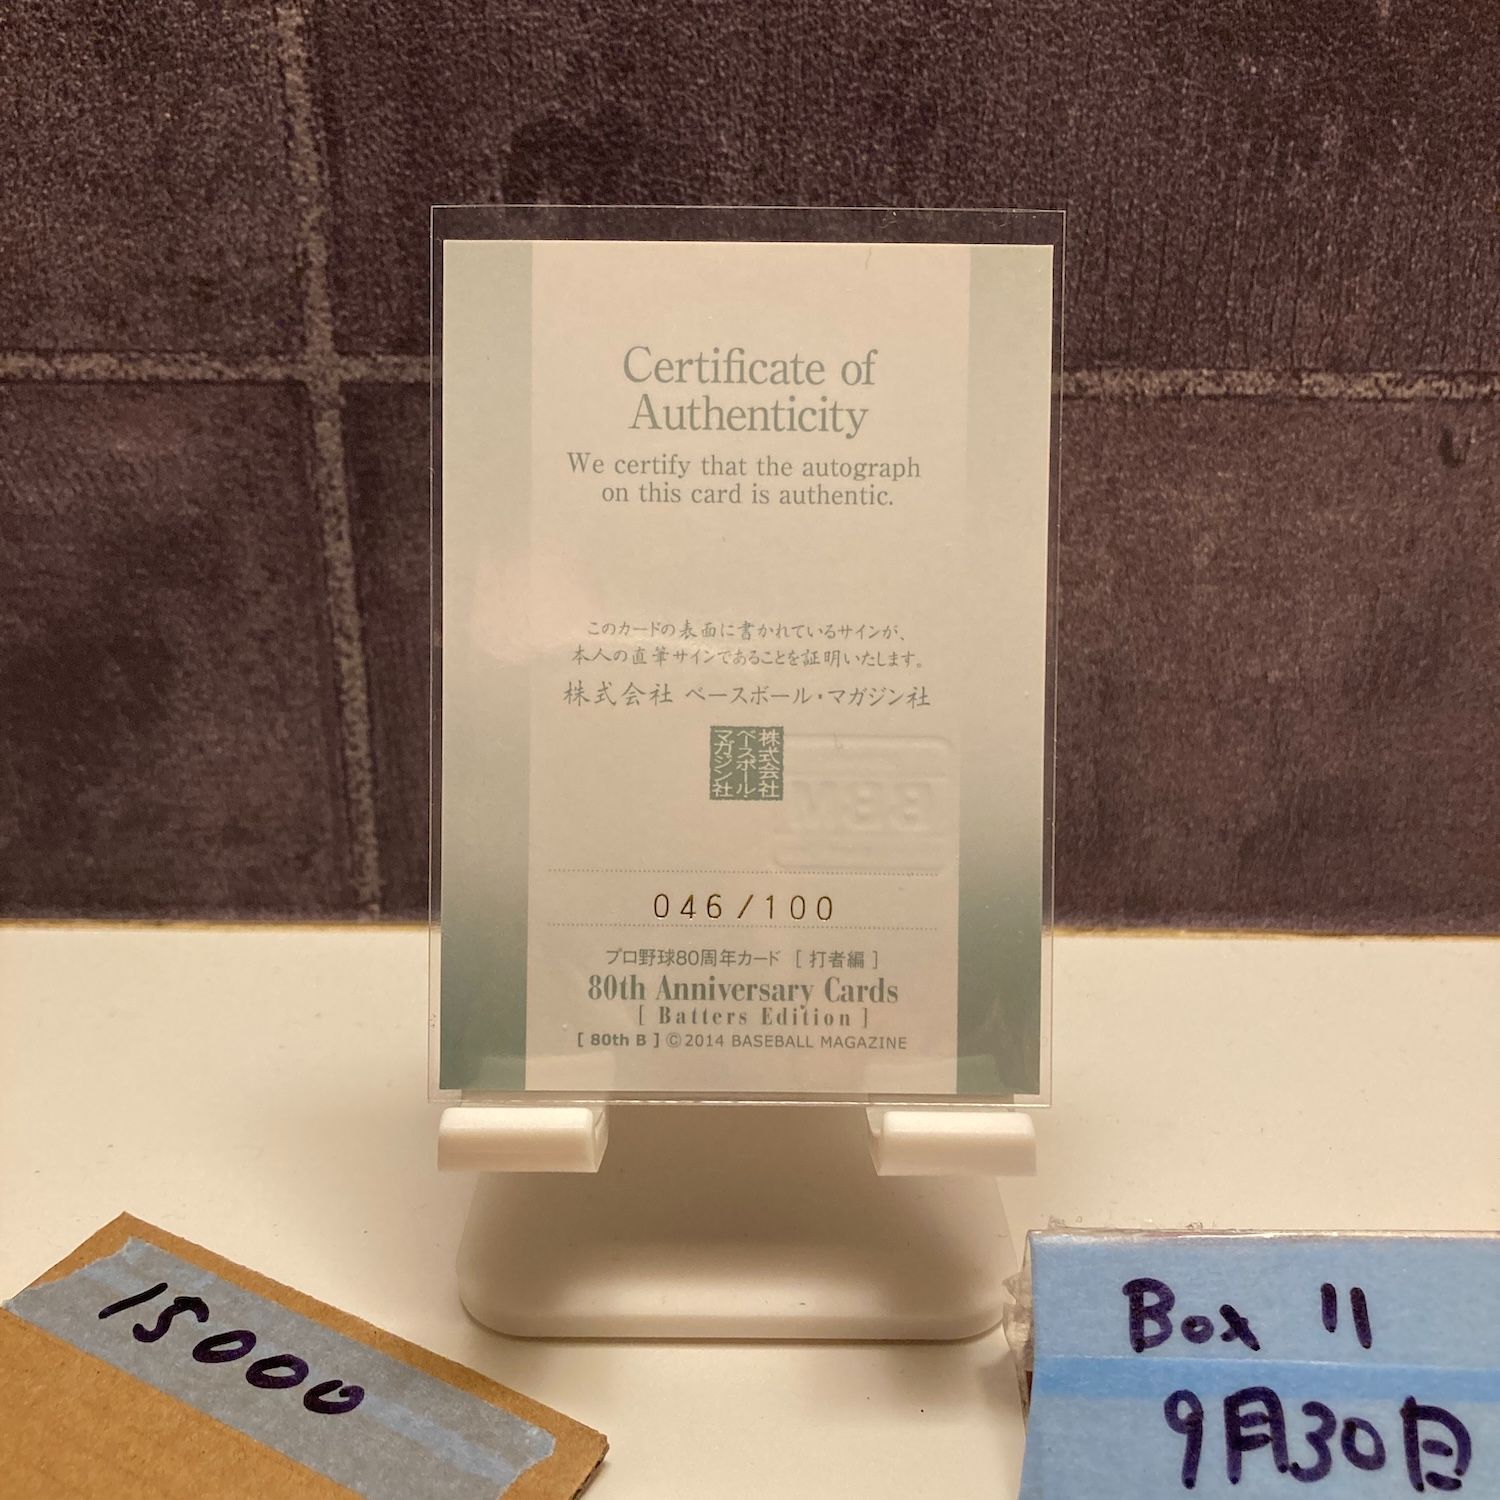 Certificate of
Authenticity
We certify that the autograph
on this card is authentic.
このカードの表面に書かれているサインが、
本人の直筆サインであることを証明いたします。
株式会社 ベースボール・マガジン社
株式会社
ベースボール・
マガジン社
BBM
046/100
プロ野球80周年カード [ 打者編 ]
80th Anniversary Cards
[ Batters Edition ]
[ 80th B ] ©2014 BASEBALL MAGAZINE
15000
Box 11
9月30日